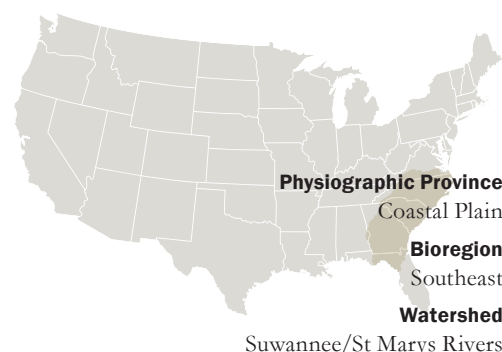 Physiographic Province
Coastal Plain
Bioregion
Southeast
Watershed
Suwannee/St Marys Rivers